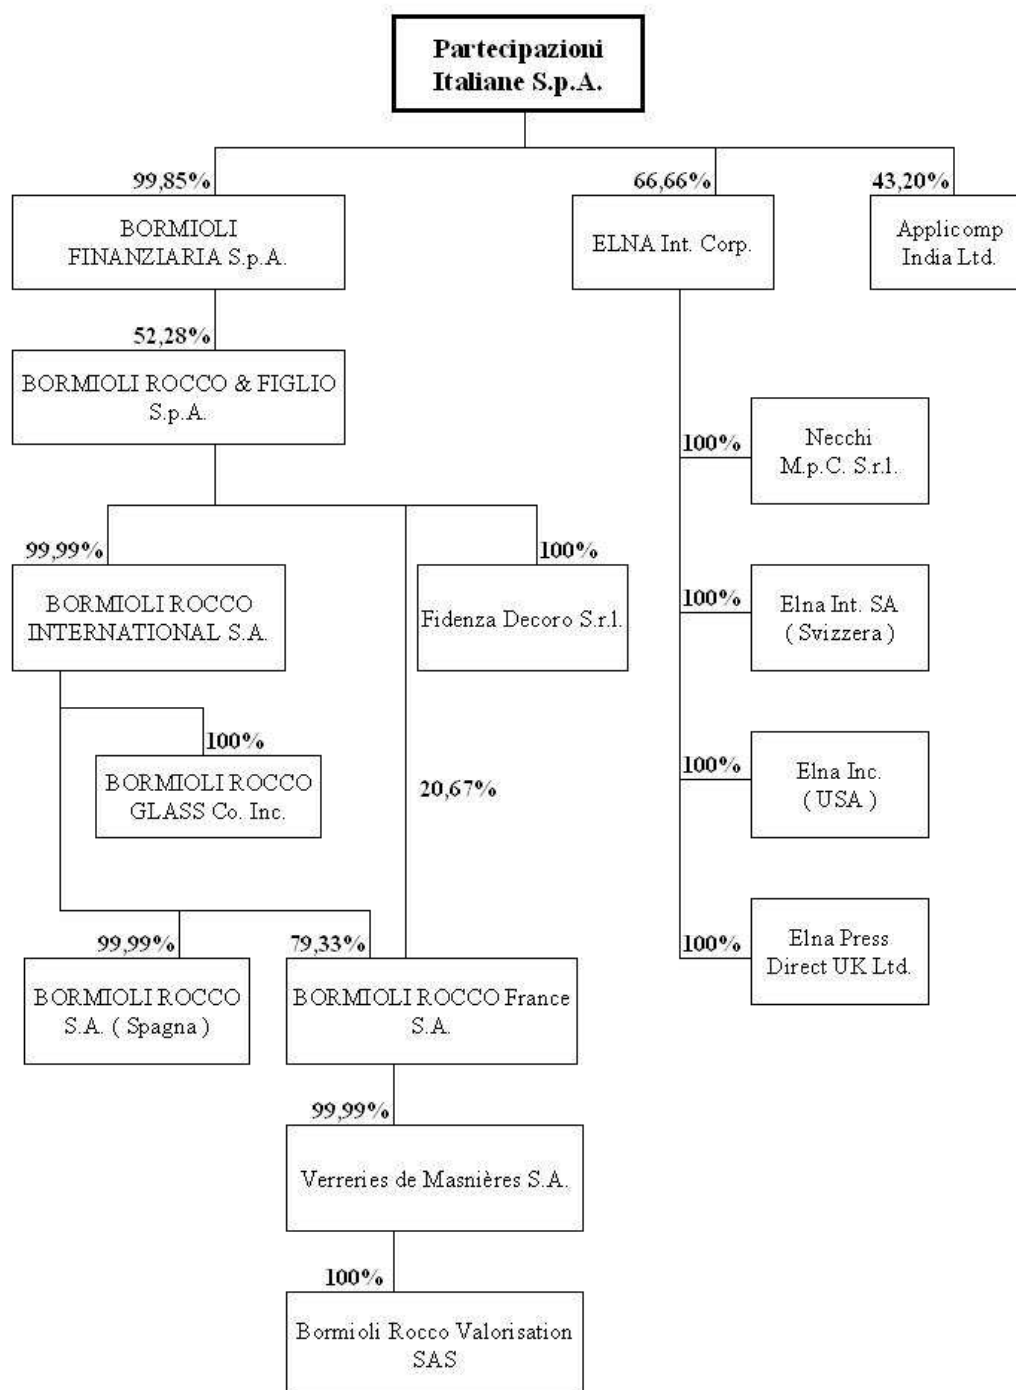 Partecipazioni
Italiane S.p.A.
99,85%
66,66%
43,20%
BORMIOLI
FINANZIARIA S.p.A.
ELNA Int. Corp.
Applicomp
India Ltd.
52,28%
BORMIOLI ROCCO & FIGLIO
S.p.A.
100%
Necchi
M.p.C. S.r.l.
99,99%
100%
BORMIOLI ROCCO
INTERNATIONAL S.A.
Fidenza Decoro S.r.l.
100%
Elna Int. SA
( Svizzera )
100%
BORMIOLI ROCCO
GLASS Co. Inc.
20,67%
100%
Elna Inc.
( USA )
99,99%
79,33%
100%
Elna Press
Direct UK Ltd.
BORMIOLI ROCCO
S.A. ( Spagna )
BORMIOLI ROCCO France
S.A.
99,99%
Verreries de Masnières S.A.
100%
Bormioli Rocco Valorisation
SAS